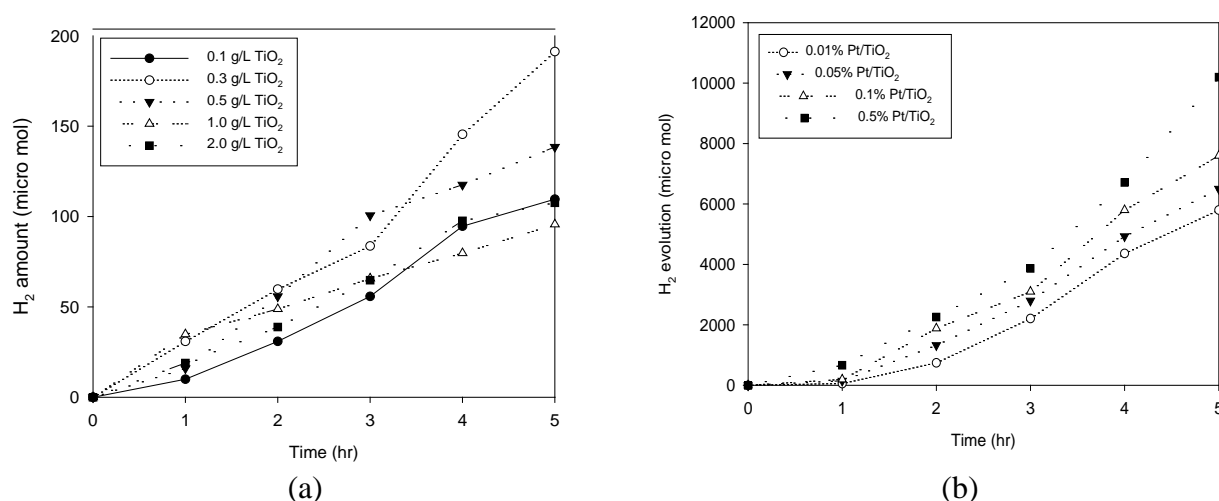 200
150
100
50
0
H2 amount (micro mol)
0.1 g/L TiO2
0.3 g/L TiO2
0.5 g/L TiO2
1.0 g/L TiO2
2.0 g/L TiO2
0 1 2 3 4 5
Time (hr)
(a)
12000
10000
8000
6000
4000
2000
0
H2 evolution (micro mol)
0.01% Pt/TiO2
0.05% Pt/TiO2
0.1% Pt/TiO2
0.5% Pt/TiO2
0 1 2 3 4 5
Time (hr)
(b)